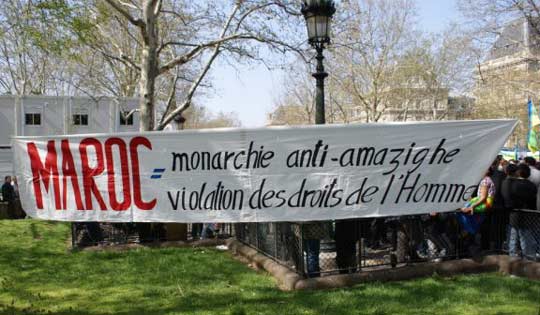 MAROC = monarchie anti-amazighe
violation des droits de l'Homme